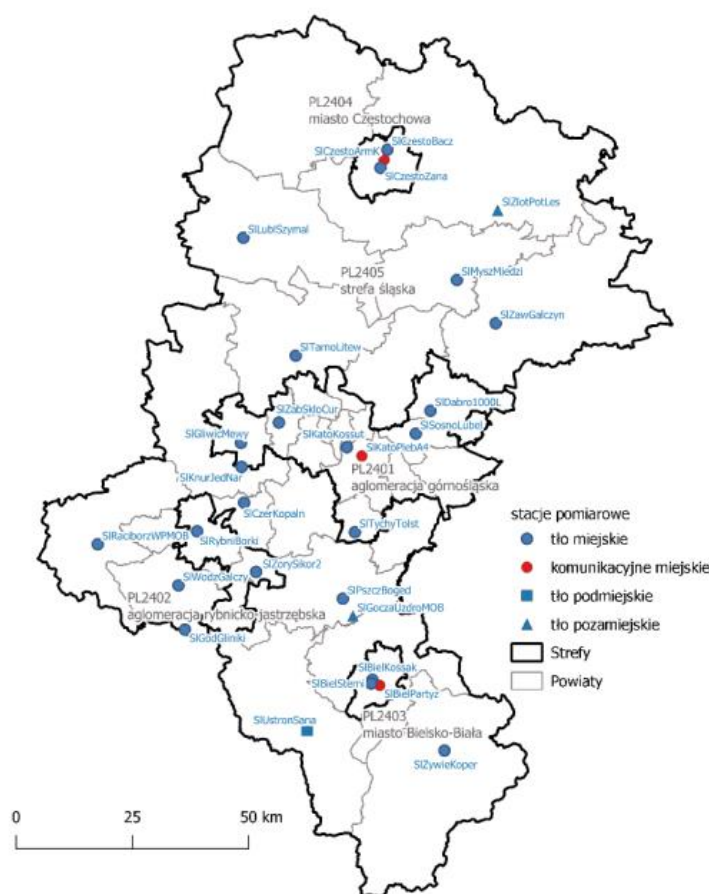 PL2404
miasto Częstochowa
SlCzestoBacz
SlCzestoArmK
SlCzestoZana
SlZlotPotLes
SlLublSzymal
PL2405
strefa śląska
SlMyszMiedzi
SlZawGalczyn
SlTarnoLitew
SlDabro1000L
SlZabSkloCur
SlSosnoLubel
SlGliwicMewy
SlKatoKossut
SlKatoPlebA4
PL2401
aglomeracja górnośląska
SlKnurJedNar
SlCzerKopaln
SlTychyTolst
SlRaciborzWPMOB
SlRybniBorki
SlZorySikor2
SlWodzGalczy
SlPszczBoged
PL2402
aglomeracja rybnicko-jastrzębska
SlGoczaUzdroMOB
SlGodGliniki
SlBielKossak
SlBielSterni
SlBielPartyz
PL2403
miasto Bielsko-Biała
SlUstronSana
SlZywieKoper
stacje pomiarowe
tło miejskie
komunikacyjne miejskie
tło podmiejskie
tło pozamiejskie
Strefy
Powiaty
0 25 50 km